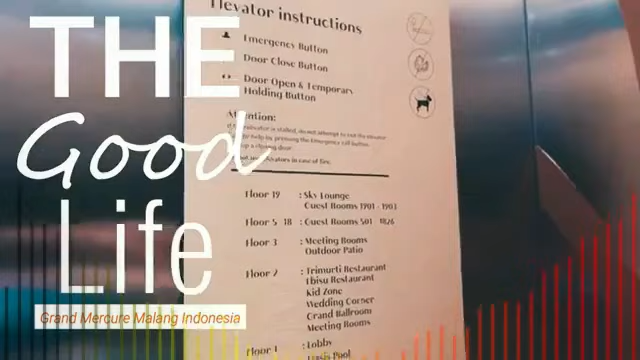 THE
Good
Life
Grand Mercure Malang Indonesia
Elevator instructions
Emergency Button
Door Close Button
Door Open & Temporary
Holding Button
Attention:
Floor 19 : Sky Lounge
Guest Rooms 1901 - 1903
Floor 5 - 18 : Guest Rooms 501 - 1826
Floor 3 : Meeting Rooms
Outdoor Patio
Floor 2 : Trimurti Restaurant
Ibisu Restaurant
Kid Zone
Wedding Corner
Grand Ballroom
Meeting Rooms
Floor 1 : Lobby
Pool